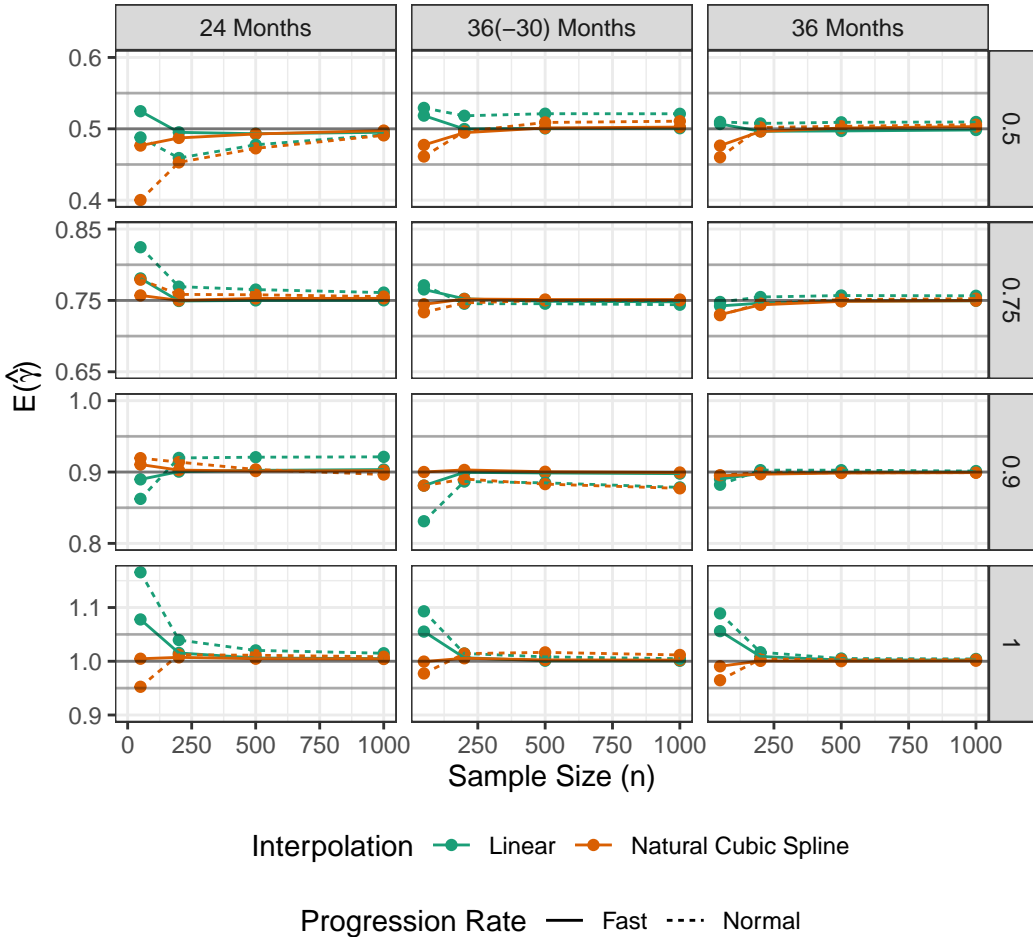 24 Months
36(−30) Months
36 Months
0.6
0.5
0.4
0.5
0.85
0.75
0.65
0.75
E(γ̂)
1.0
0.9
0.8
0.9
1.1
1.0
0.9
1
0 250 500 750 1000
250 500 750 1000
250 500 750 1000
Sample Size (n)
Interpolation Linear Natural Cubic Spline
Progression Rate Fast Normal